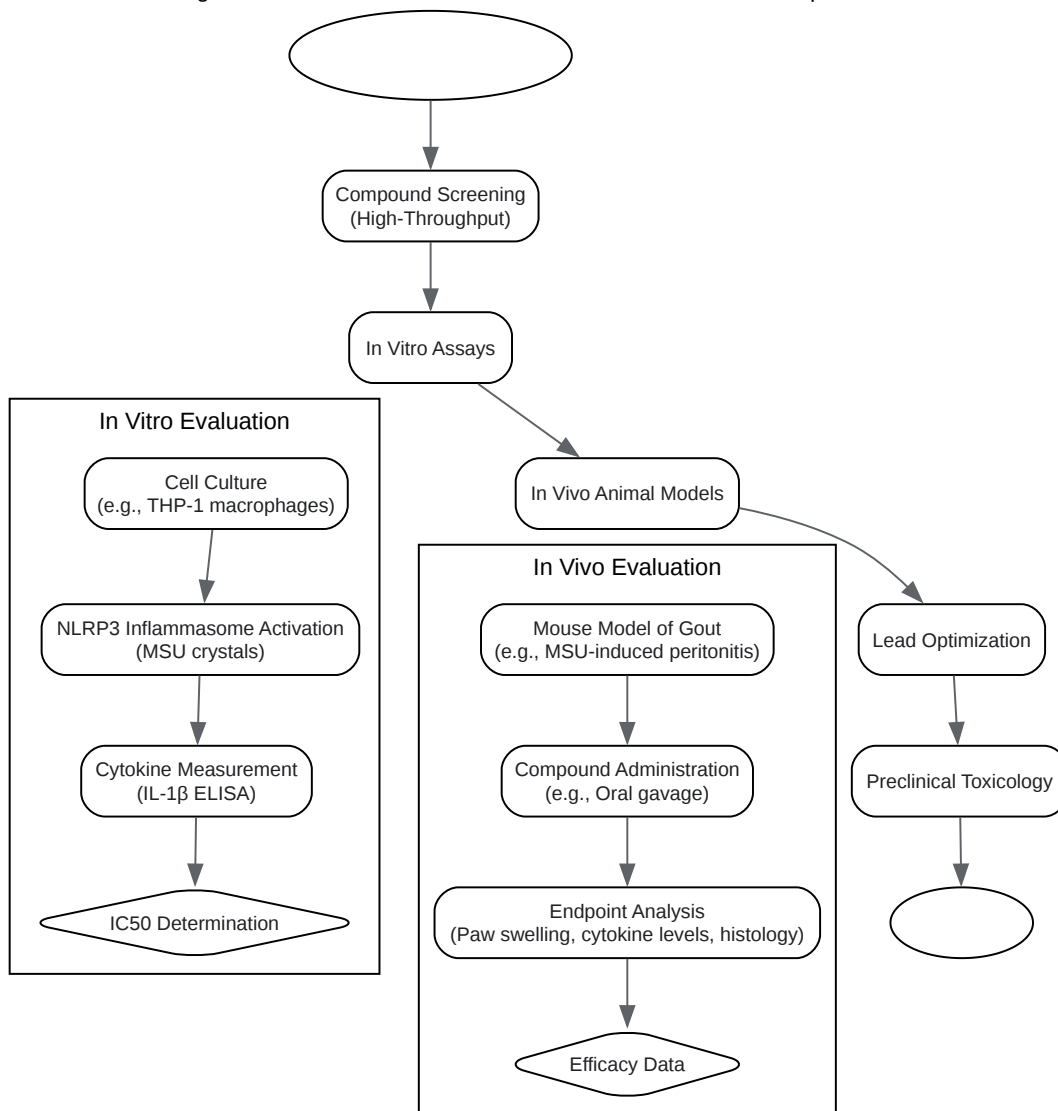 Compound Screening
(High-Throughput)
In Vitro Assays
In Vitro Evaluation
Cell Culture
(e.g., THP-1 macrophages)
In Vivo Animal Models
In Vivo Evaluation
NLRP3 Inflammasome Activation
(MSU crystals)
Mouse Model of Gout
(e.g., MSU-induced peritonitis)
Lead Optimization
Cytokine Measurement
(IL-1β ELISA)
Compound Administration
(e.g., Oral gavage)
Preclinical Toxicology
IC50 Determination
Endpoint Analysis
(Paw swelling, cytokine levels, histology)
Efficacy Data